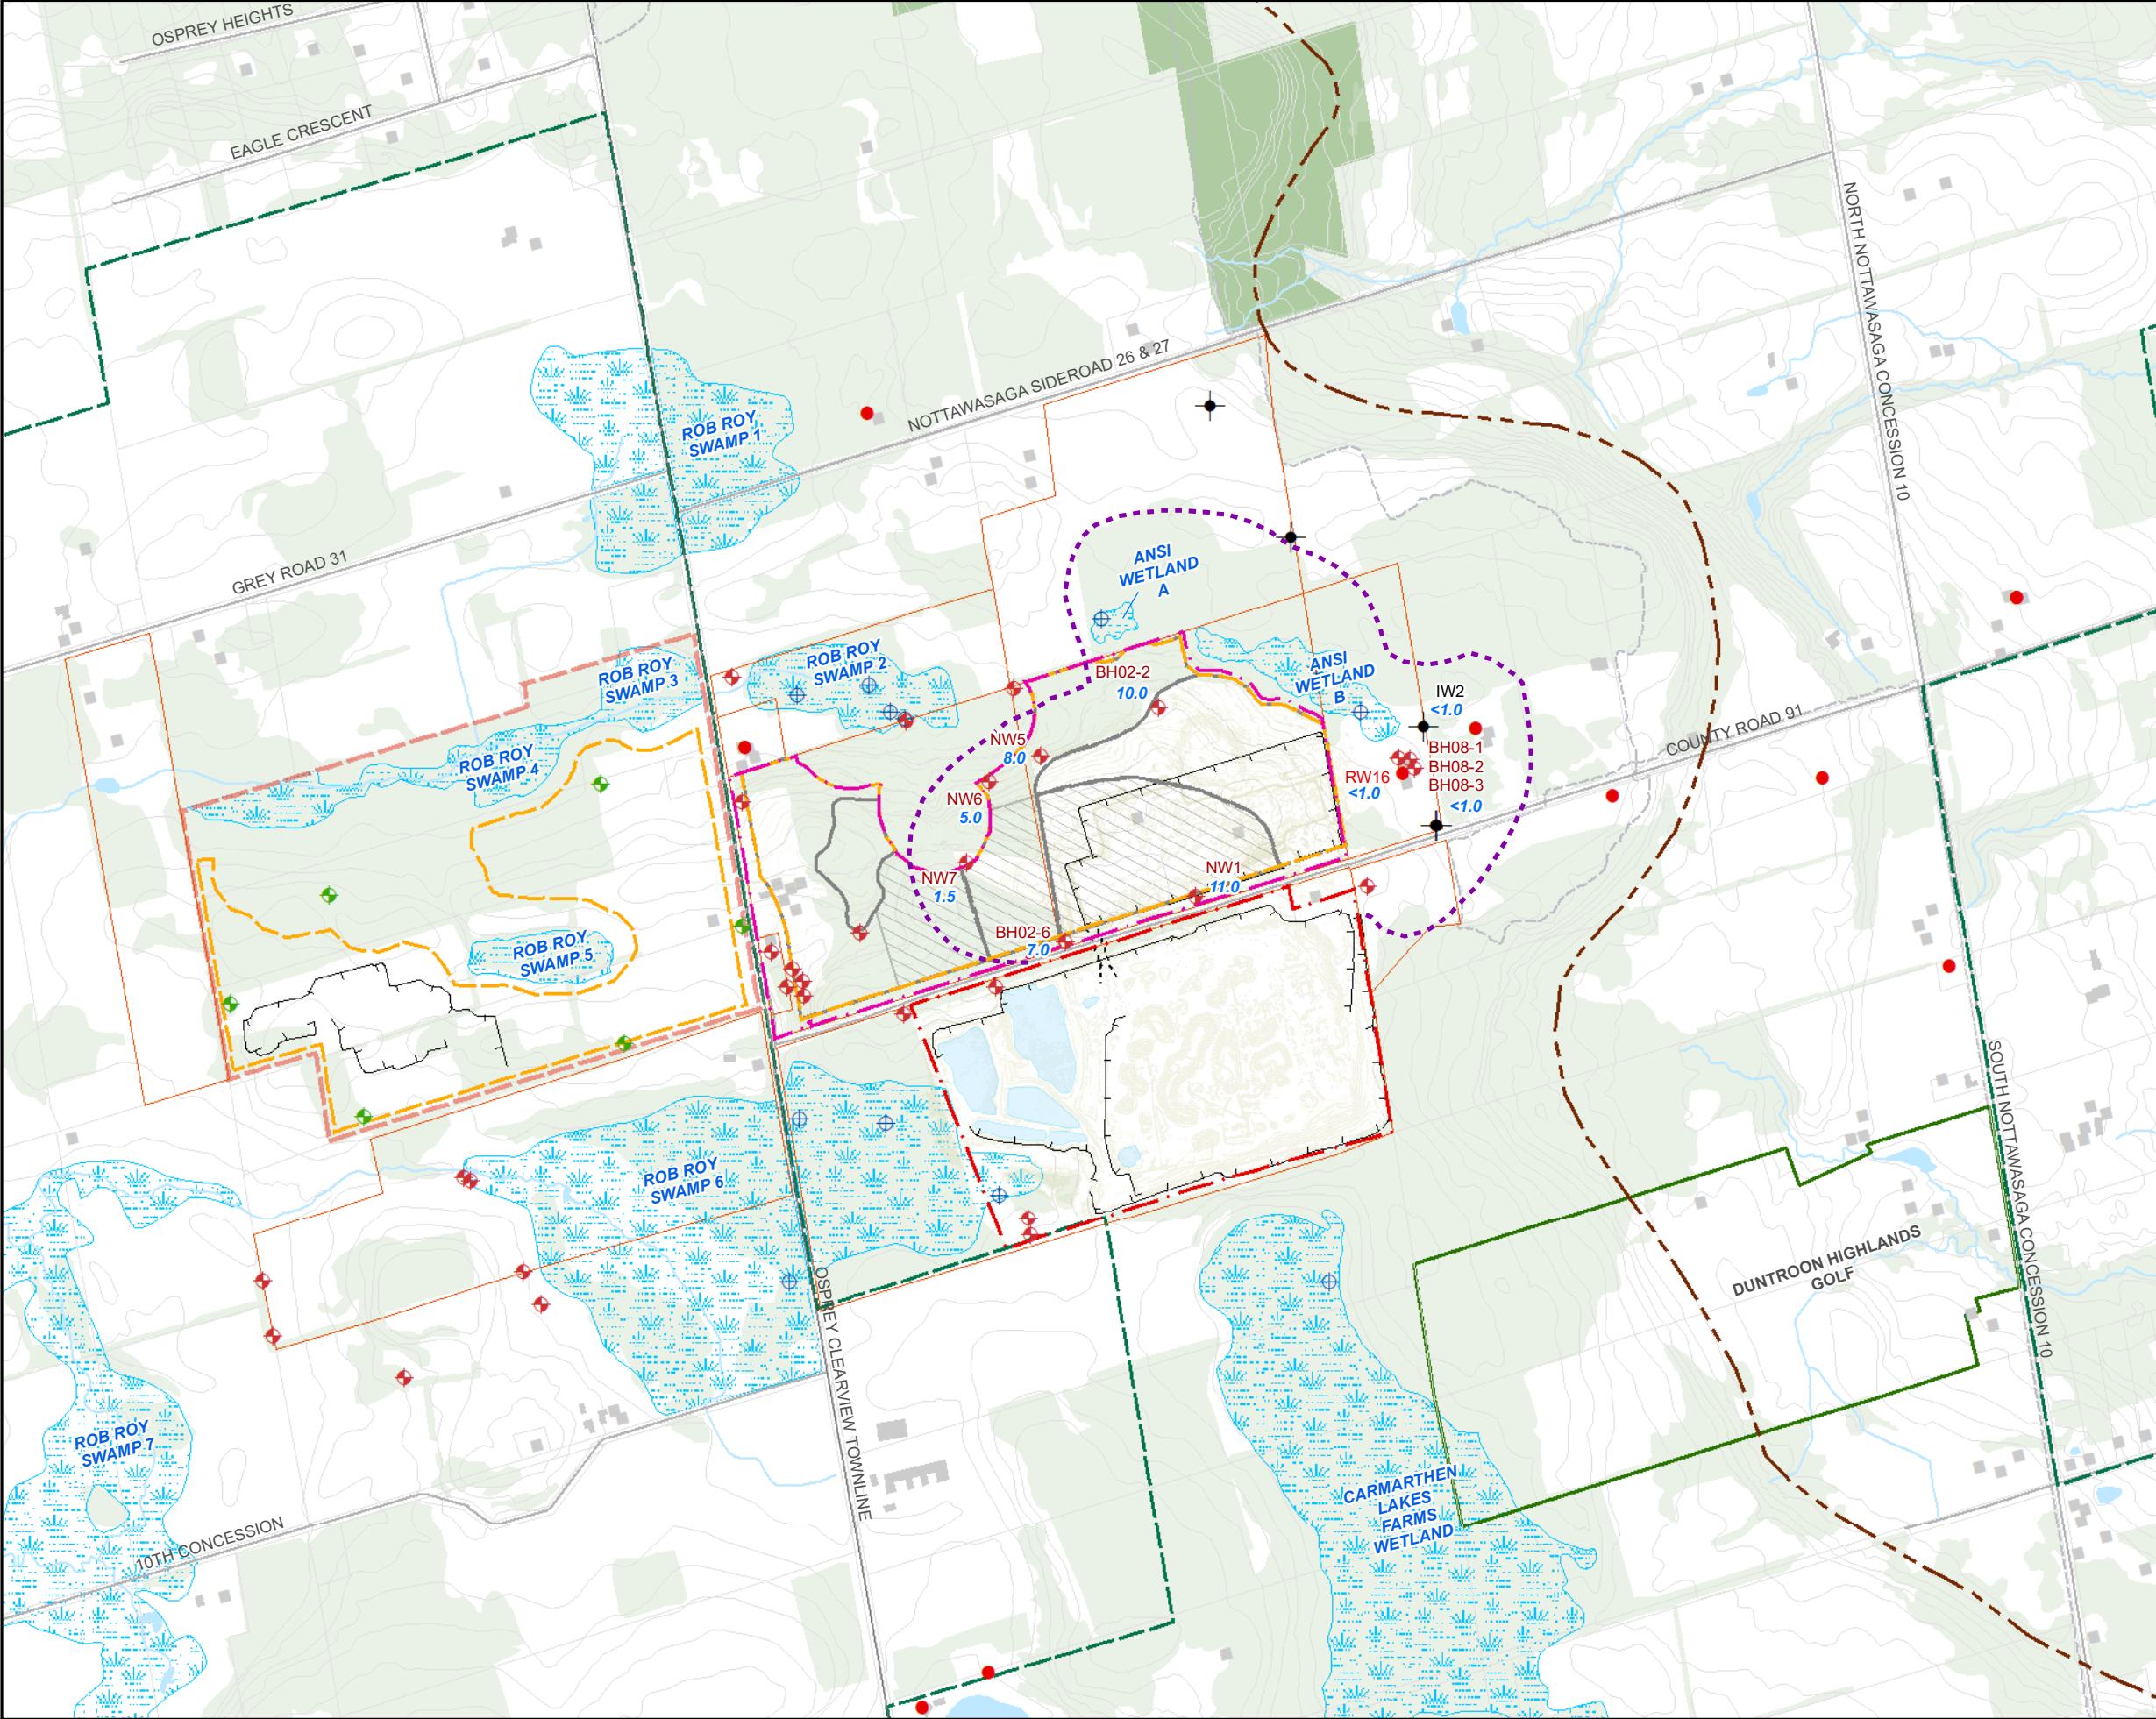 OSPREY HEIGHTS
EAGLE CRESCENT
NORTH NOTTAWASAGA CONCESSION 10
NOTTAWASAGA SIDEROAD 26 & 27
ROB ROY
SWAMP 1
GREY ROAD 31
ANSI
WETLAND
A
ROB ROY
SWAMP 3
ROB ROY
SWAMP 2
BH02-2
10.0
ANSI
WETLAND
B
IW2
<1.0
ROB ROY
SWAMP 4
NW5
8.0
COUNTY ROAD 91
BH08-1
BH08-2
BH08-3
<1.0
RW16
<1.0
NW6
5.0
NW7
1.5
NW1
11.0
BH02-6
7.0
ROB ROY
SWAMP 5
ROB ROY
SWAMP 6
SOUTH NOTTAWASAGA CONCESSION 10
DUNTROON HIGHLANDS
GOLF
OSPREY CLEARVIEW TOWNLINE
ROB ROY
SWAMP 7
CARMARTHEN
LAKES
FARMS
WETLAND
10TH CONCESSION